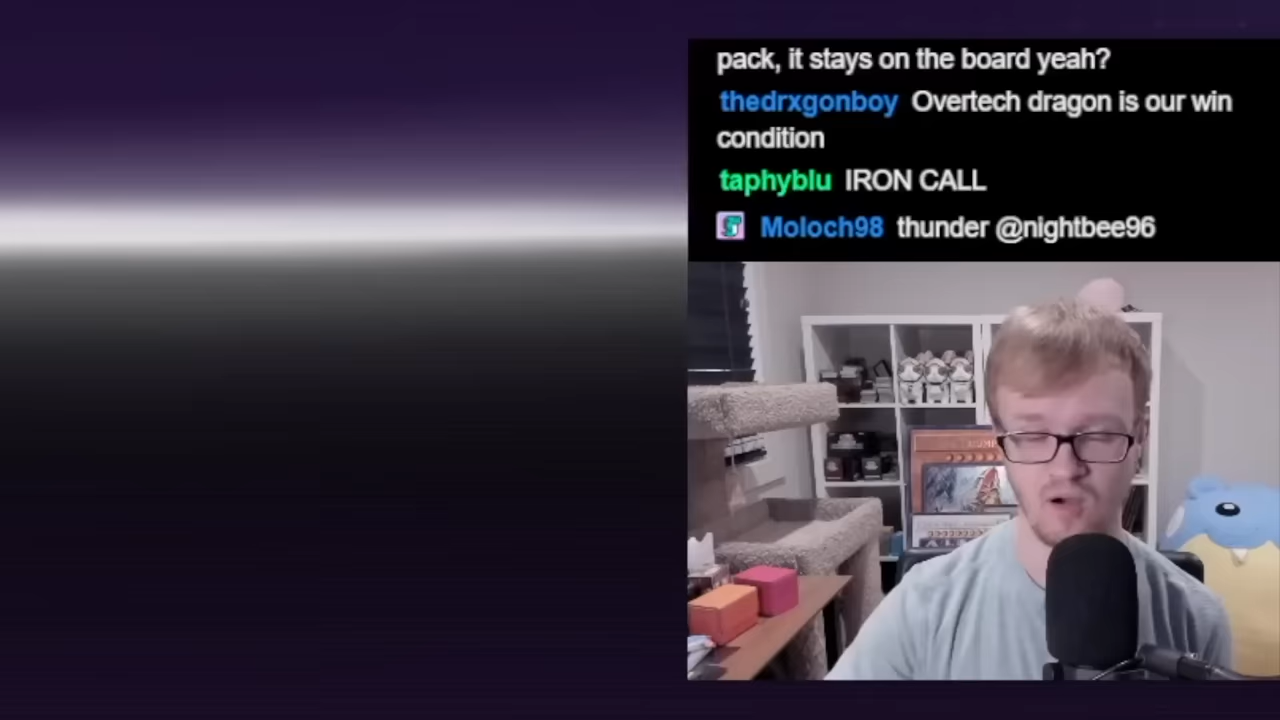 pack, it stays on the board yeah?
thedrxgonboy Overtech dragon is our win
condition
taphyblu IRON CALL
Moloch98 thunder @nightbee96